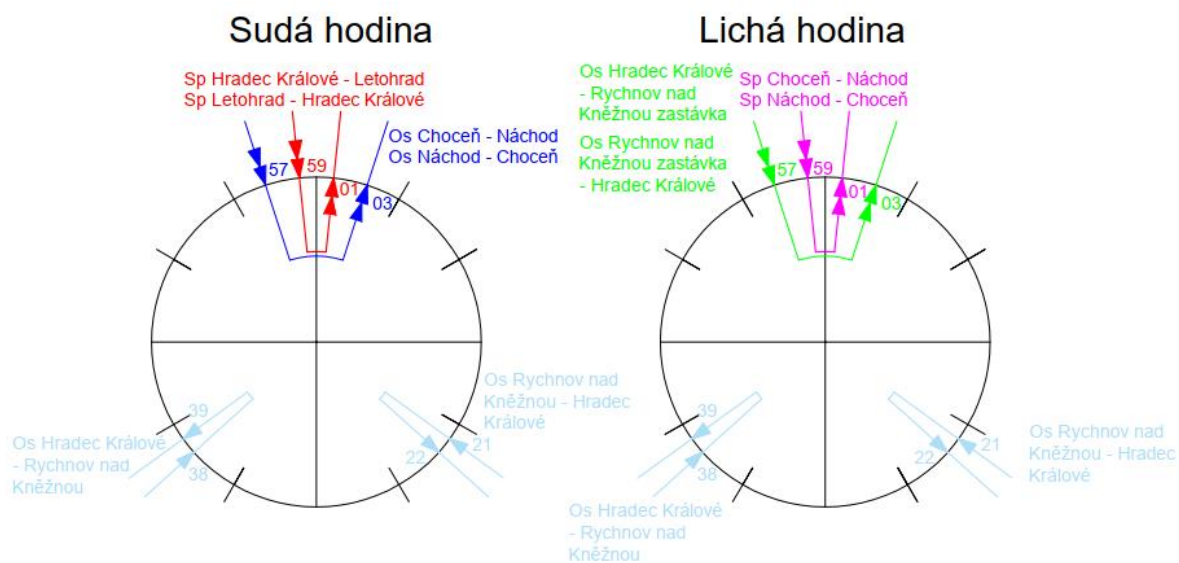 Sudá hodina
Sp Hradec Králové - Letohrad
Sp Letohrad - Hradec Králové
Os Choceň - Náchod
Os Náchod - Choceň
57
59
01
03
Os Rychnov nad
Kněžnou - Hradec
Králové
39
Os Hradec Králové
- Rychnov nad
Kněžnou
38
22
21
Lichá hodina
Os Hradec Králové
- Rychnov nad
Kněžnou zastávka
Os Rychnov nad
Kněžnou zastávka
- Hradec Králové
Sp Choceň - Náchod
Sp Náchod - Choceň
57
59
01
03
39
38
Os Hradec Králové
- Rychnov nad
Kněžnou
22
21
Os Rychnov nad
Kněžnou - Hradec
Králové